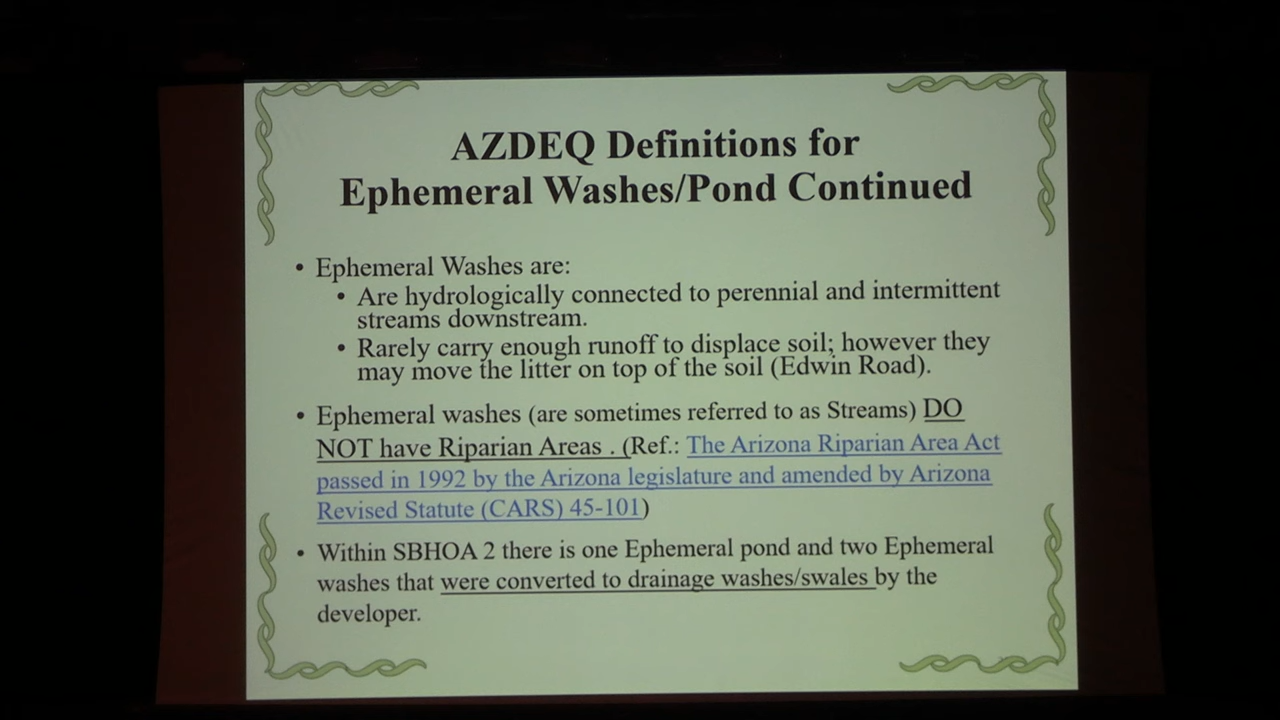 AZDEQ Definitions for
Ephemeral Washes/Pond Continued
• Ephemeral Washes are:
• Are hydrologically connected to perennial and intermittent
streams downstream.
• Rarely carry enough runoff to displace soil; however they
may move the litter on top of the soil (Edwin Road).
• Ephemeral washes (are sometimes referred to as Streams) DO
NOT have Riparian Areas . (Ref.: The Arizona Riparian Area Act
passed in 1992 by the Arizona legislature and amended by Arizona
Revised Statute (CARS) 45-101)
• Within SBHOA 2 there is one Ephemeral pond and two Ephemeral
washes that were converted to drainage washes/swales by the
developer.